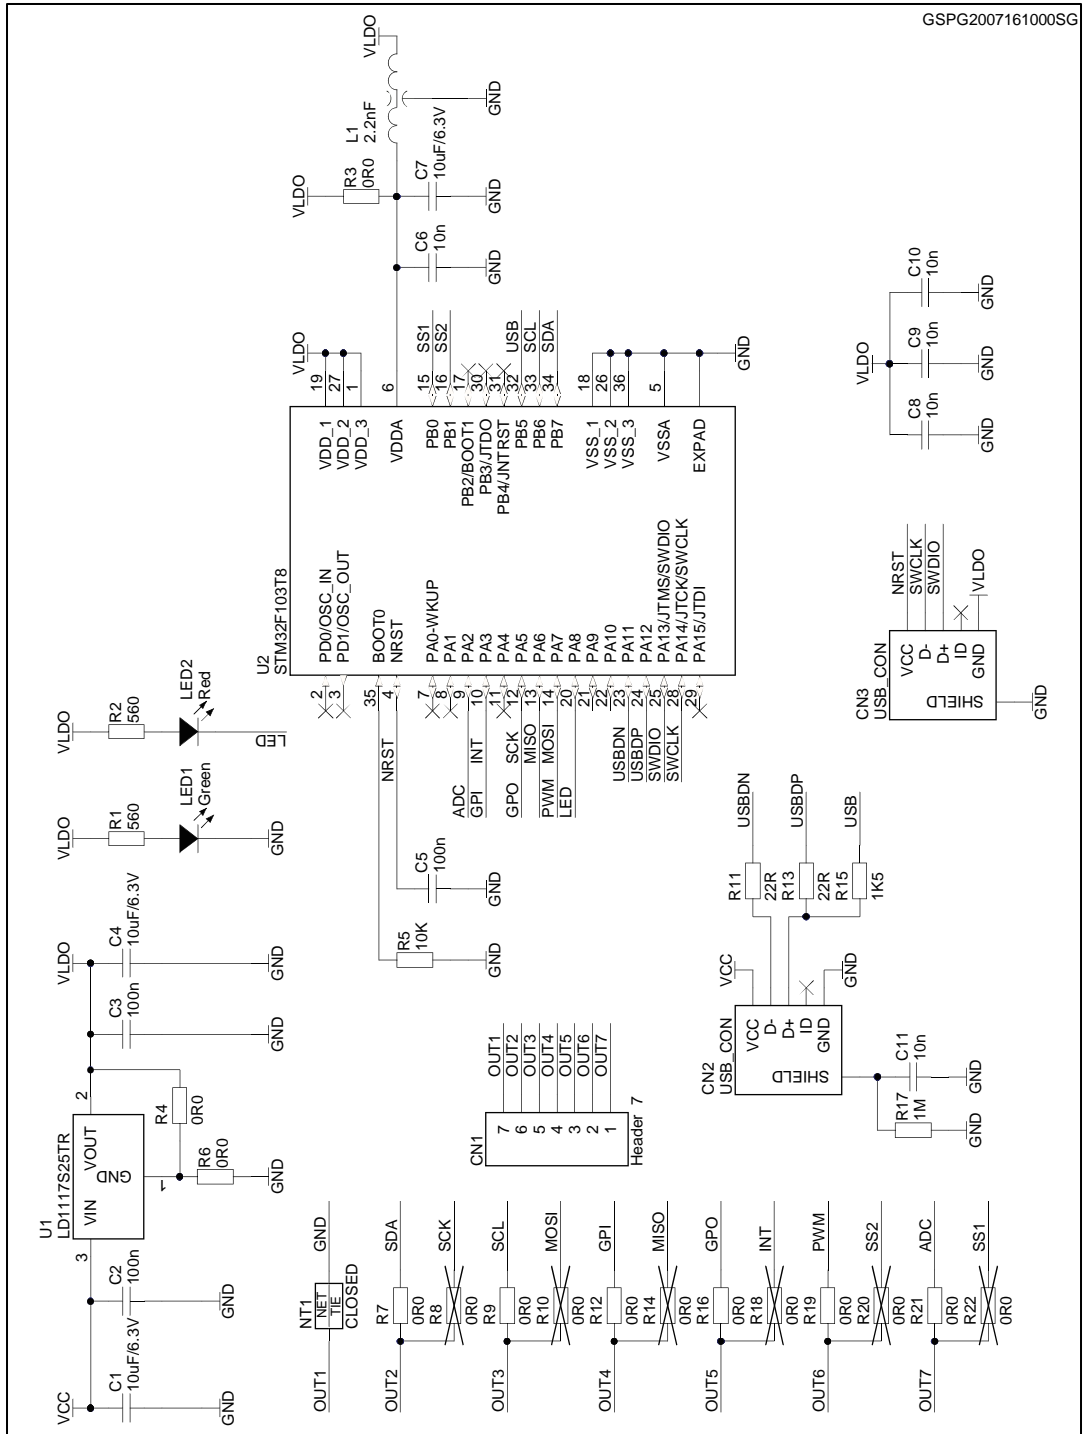 GSPG2007161000SG
VCC
C1
10uF/6.3V
GND
C2
100n
GND
U1
LD1117S25TR
3
VIN
VOUT
GND
2
1
R4
0R0
R6
0R0
GND
C3
100n
GND
VLDO
C4
10uF/6.3V
GND
VLDO
R1
560
LED1
Green
GND
VLDO
R2
560
LED2
Red
LED
NT1
NET
TIE
CLOSED
OUT1
GND
OUT2
R7
0R0
SDA
R8
0R0
SCK
OUT3
R9
0R0
SCL
R10
0R0
MOSI
OUT4
R12
0R0
GPI
R14
0R0
MISO
OUT5
R16
0R0
GPO
R18
0R0
INT
OUT6
R19
0R0
PWM
R20
0R0
SS2
OUT7
R21
0R0
ADC
R22
0R0
SS1
CN1
7
6
5
4
3
2
1
Header 7
OUT1
OUT2
OUT3
OUT4
OUT5
OUT6
OUT7
R5
10K
GND
C5
100n
GND
NRST
ADC
GPI INT
GPO SCK
MISO
PWM MOSI
LED
USBDN
USBDP
SWDIO
SWCLK
U2
STM32F103T8
2 PD0/OSC_IN
3 PD1/OSC_OUT
35 BOOT0
4 NRST
7 PA0-WKUP
8 PA1
9 PA2
10 PA3
11 PA4
12 PA5
13 PA6
14 PA7
20 PA8
21 PA9
22 PA10
23 PA11
24 PA12
25 PA13/JTMS/SWDIO
28 PA14/JTCK/SWCLK
29 PA15/JTDI
VDD_1 19
VDD_2 27
VDD_3 1
VDDA 6
PB0 15
PB1 16
PB2/BOOT1 17
PB3/JTDO 30
PB4/JNTRST 31
PB5 32
PB6 33
PB7 34
VSS_1 18
VSS_2 26
VSS_3 36
VSSA 5
EXPAD
VLDO
SS1
SS2
USB
SCL
SDA
GND
C6
10n
GND
VLDO
R3
0R0
C7
10uF/6.3V
GND
L1
2.2nF
VLDO
GND
CN2
USB_CON
VCC
D-
D+
ID
GND
SHIELD
VCC
GND
R11
22R
USBDN
R13
22R
USBDP
R15
1K5
USB
R17
1M
GND
C11
10n
GND
CN3
USB_CON
VCC
D-
D+
ID
GND
SHIELD
NRST
SWCLK
SWDIO
VLDO
GND
VLDO
C8
10n
GND
C9
10n
GND
C10
10n
GND